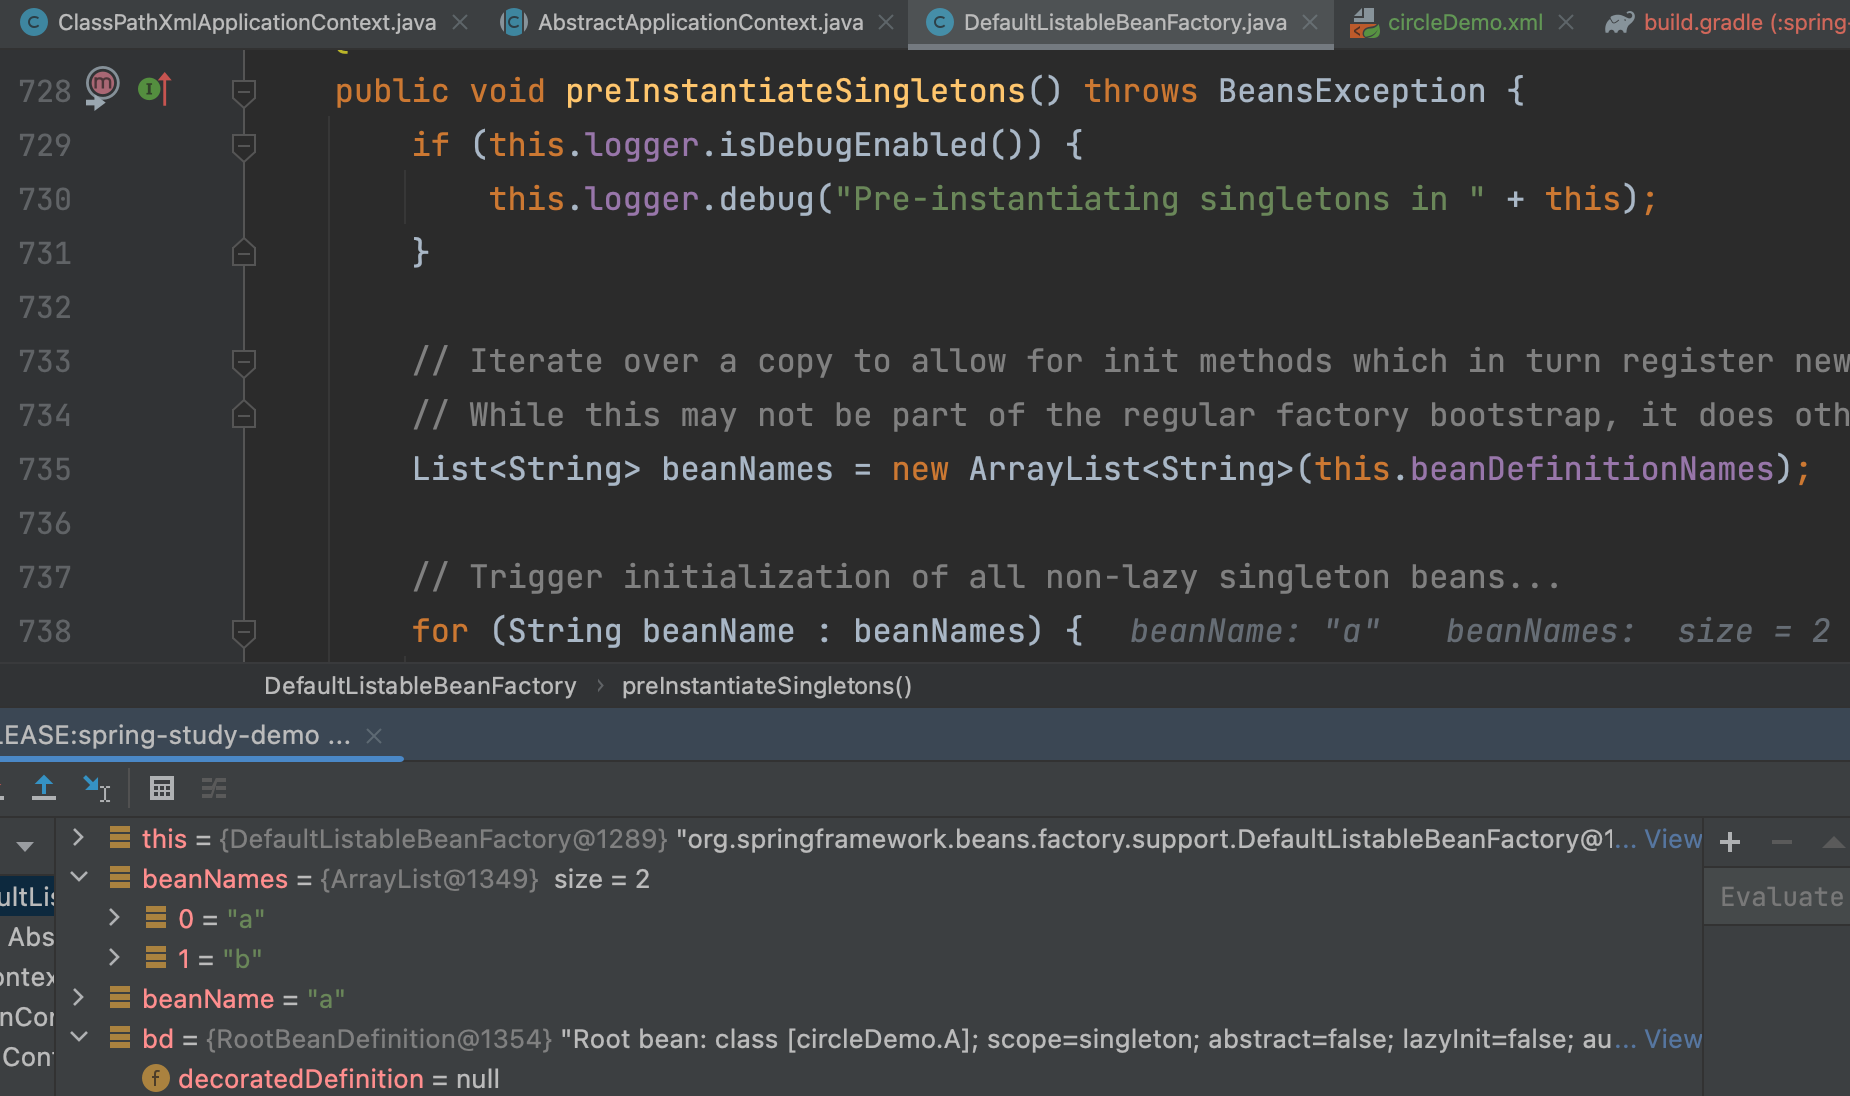 ClassPathXmlApplicationContext.java AbstractApplicationContext.java DefaultListableBeanFactory.java circleDemo.xml build.gradle (:spring-
728 public void preInstantiateSingletons() throws BeansException {
729 if (this.logger.isDebugEnabled()) {
730 this.logger.debug("Pre-instantiating singletons in " + this);
731 }
732
733 // Iterate over a copy to allow for init methods which in turn register new
734 // While this may not be part of the regular factory bootstrap, it does oth
735 List<String> beanNames = new ArrayList<String>(this.beanDefinitionNames);
736
737 // Trigger initialization of all non-lazy singleton beans...
738 for (String beanName : beanNames) { beanName: "a" beanNames: size = 2
DefaultListableBeanFactory › preInstantiateSingletons()
LEASE:spring-study-demo ...
this = {DefaultListableBeanFactory@1289} "org.springframework.beans.factory.support.DefaultListableBeanFactory@1... View
beanNames = {ArrayList@1349} size = 2
Evaluate
ultLis
0 = "a"
Abs
1 = "b"
ontex
beanName = "a"
nCor
bd = {RootBeanDefinition@1354} "Root bean: class [circleDemo.A]; scope=singleton; abstract=false; lazyInit=false; au... View
Cont
decoratedDefinition = null